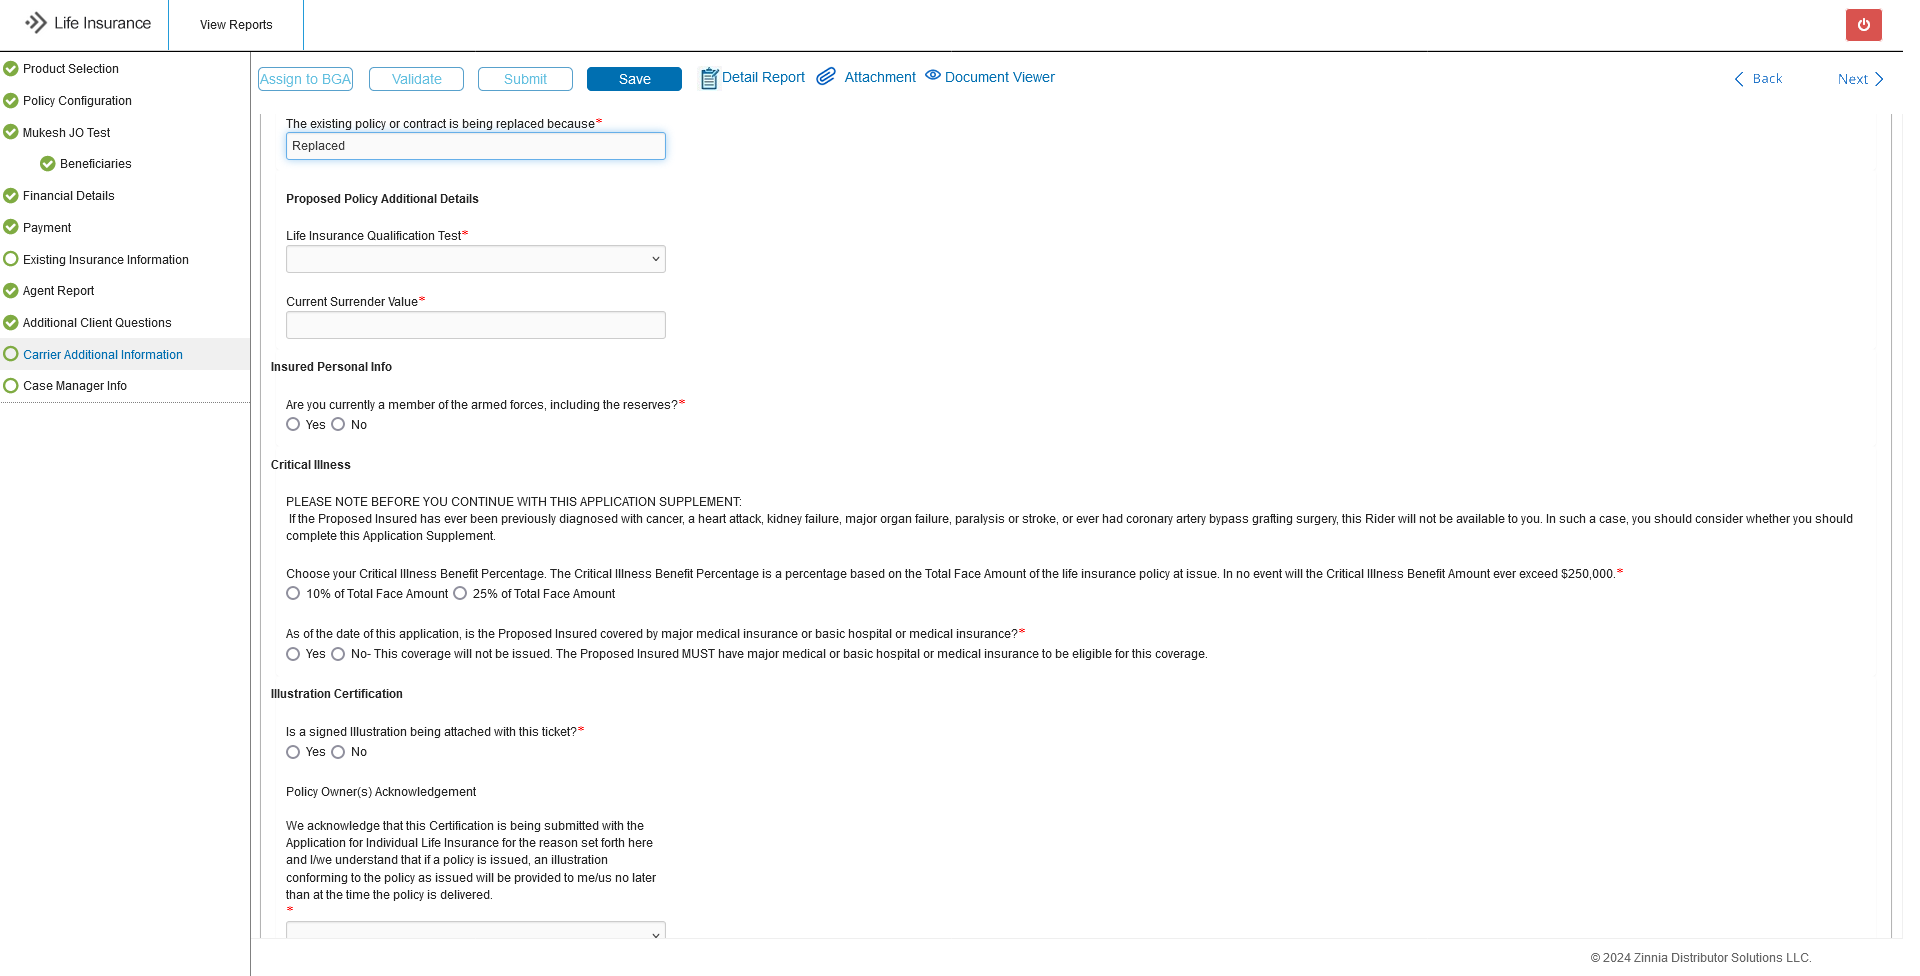 Life Insurance
View Reports
Product Selection
Policy Configuration
Mukesh JO Test
Beneficiaries
Financial Details
Payment
Existing Insurance Information
Agent Report
Additional Client Questions
Carrier Additional Information
Case Manager Info
Assign to BGA
Validate
Submit
Save
Detail Report
Attachment
Document Viewer
Back
Next
The existing policy or contract is being replaced because*
Replaced
Proposed Policy Additional Details
Life Insurance Qualification Test*
Current Surrender Value*
Insured Personal Info
Are you currently a member of the armed forces, including the reserves?*
Yes No
Critical Illness
PLEASE NOTE BEFORE YOU CONTINUE WITH THIS APPLICATION SUPPLEMENT:
If the Proposed Insured has ever been previously diagnosed with cancer, a heart attack, kidney failure, major organ failure, paralysis or stroke, or ever had coronary artery bypass grafting surgery, this Rider will not be available to you. In such a case, you should consider whether you should
complete this Application Supplement.
Choose your Critical Illness Benefit Percentage. The Critical Illness Benefit Percentage is a percentage based on the Total Face Amount of the life insurance policy at issue. In no event will the Critical Illness Benefit Amount ever exceed $250,000.*
10% of Total Face Amount 25% of Total Face Amount
As of the date of this application, is the Proposed Insured covered by major medical insurance or basic hospital or medical insurance?*
Yes No- This coverage will not be issued. The Proposed Insured MUST have major medical or basic hospital or medical insurance to be eligible for this coverage.
Illustration Certification
Is a signed Illustration being attached with this ticket?*
Yes No
Policy Owner(s) Acknowledgement
We acknowledge that this Certification is being submitted with the
Application for Individual Life Insurance for the reason set forth here
and I/we understand that if a policy is issued, an illustration
conforming to the policy as issued will be provided to me/us no later
than at the time the policy is delivered.
*
© 2024 Zinnia Distributor Solutions LLC.